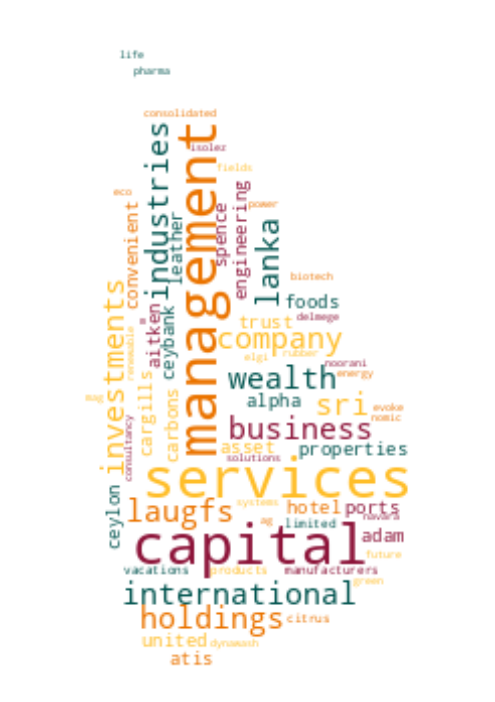 life
pharma
consolidated
management
industries
isolez
fields
leather
spence
engineering
eco
convenient
power
lanka
biotech
foods
delmege
investments
aitken
ceybank
trust
company
renewable
elgi
rubber
noorani
energy
wealth
mag
cargills
carbons
alpha
sri
evoke
nomic
business
asset
properties
solutions
consultancy
services
ceylon
laugfs
systems
hotel
ports
ag
limited
navara
capital
adam
future
vacations
products
manufacturers
green
international
holdings
citrus
united
dynawash
atis